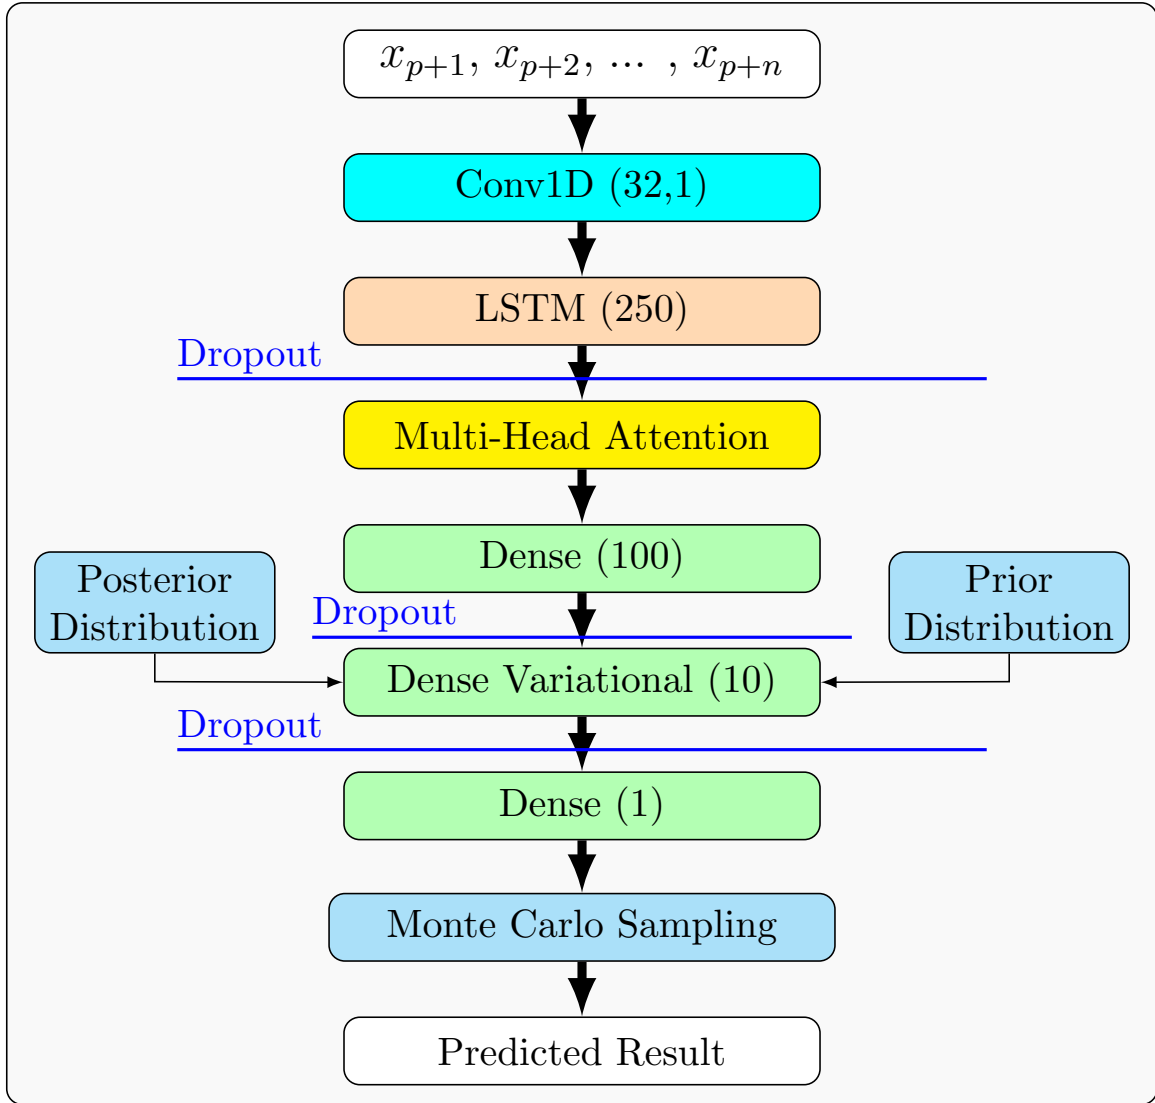 x_{p+1}, x_{p+2}, ... , x_{p+n}
Conv1D (32,1)
LSTM (250)
Dropout
Multi-Head Attention
Dense (100)
Posterior
Distribution
Prior
Distribution
Dropout
Dense Variational (10)
Dropout
Dense (1)
Monte Carlo Sampling
Predicted Result